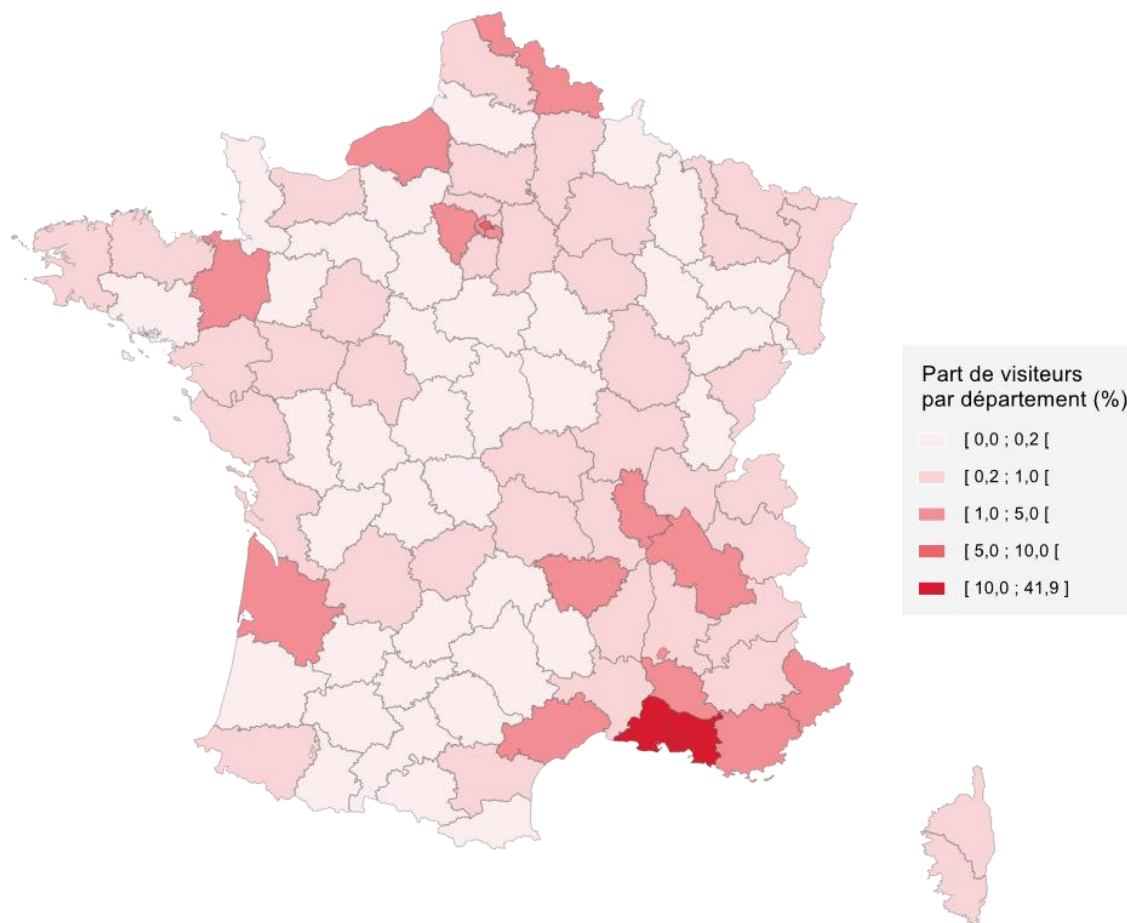 Part de visiteurs
par département (%)
[ 0,0 ; 0,2 [
[ 0,2 ; 1,0 [
[ 1,0 ; 5,0 [
[ 5,0 ; 10,0 [
[ 10,0 ; 41,9 ]